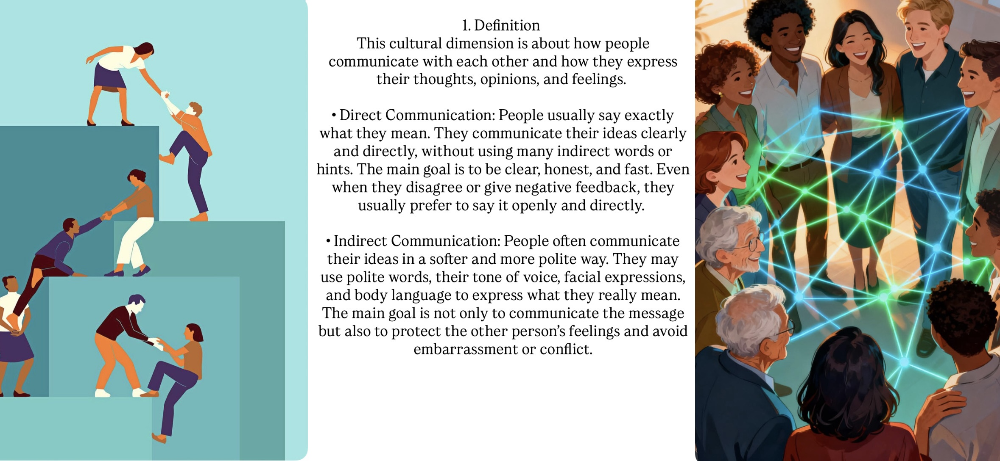 1. Definition
This cultural dimension is about how people
communicate with each other and how they express
their thoughts, opinions, and feelings.
• Direct Communication: People usually say exactly
what they mean. They communicate their ideas clearly
and directly, without using many indirect words or
hints. The main goal is to be clear, honest, and fast. Even
when they disagree or give negative feedback, they
usually prefer to say it openly and directly.
• Indirect Communication: People often communicate
their ideas in a softer and more polite way. They may
use polite words, their tone of voice, facial expressions,
and body language to express what they really mean.
The main goal is not only to communicate the message
but also to protect the other person’s feelings and avoid
embarrassment or conflict.